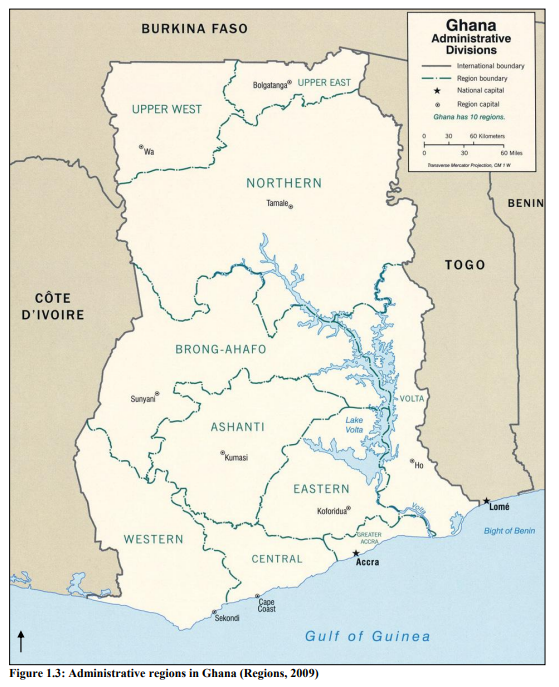 BURKINA FASO
Ghana
Administrative
Divisions
International boundary
Region boundary
National capital
Region capital
Ghana has 10 regions.
0 30 60 Kilometers
0 30 60 Miles
Transverse Mercator Projection, CM 1 W
UPPER EAST
Bolgatanga
UPPER WEST
Wa
NORTHERN
Tamale
BENIN
TOGO
CÔTE
D'IVOIRE
BRONG-AHAFO
Sunyani
VOLTA
ASHANTI
Lake
Volta
Kumasi
Ho
EASTERN
Koforidua
Lomé
Bight of Benin
WESTERN
GREATER
ACCRA
CENTRAL
Accra
Cape
Coast
Sekondi
Gulf of Guinea
Figure 1.3: Administrative regions in Ghana (Regions, 2009)